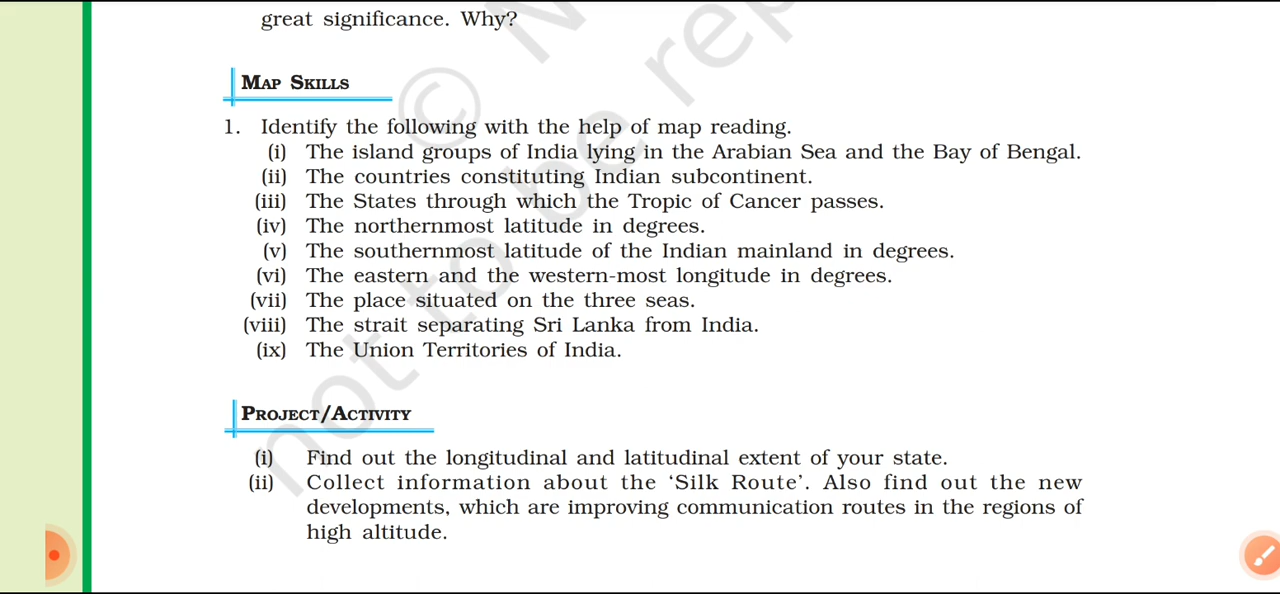 great significance. Why?
MAP SKILLS
1. Identify the following with the help of map reading.
(i) The island groups of India lying in the Arabian Sea and the Bay of Bengal.
(ii) The countries constituting Indian subcontinent.
(iii) The States through which the Tropic of Cancer passes.
(iv) The northernmost latitude in degrees.
(v) The southernmost latitude of the Indian mainland in degrees.
(vi) The eastern and the western-most longitude in degrees.
(vii) The place situated on the three seas.
(viii) The strait separating Sri Lanka from India.
(ix) The Union Territories of India.
PROJECT/ACTIVITY
(i) Find out the longitudinal and latitudinal extent of your state.
(ii) Collect information about the ‘Silk Route’. Also find out the new
developments, which are improving communication routes in the regions of
high altitude.
© N
not to be rep